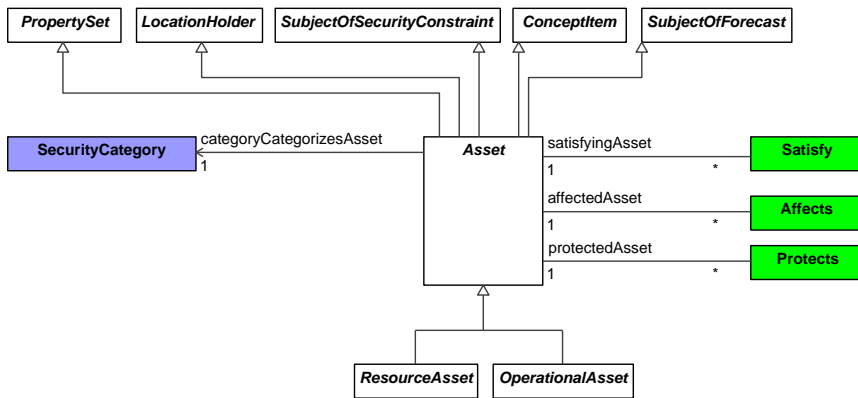 PropertySet
LocationHolder
SubjectOfSecurityConstraint
ConceptItem
SubjectOfForecast
SecurityCategory
categoryCategorizesAsset
1
Asset
satisfyingAsset
1
*
Satisfy
affectedAsset
1
*
Affects
protectedAsset
1
*
Protects
ResourceAsset
OperationalAsset